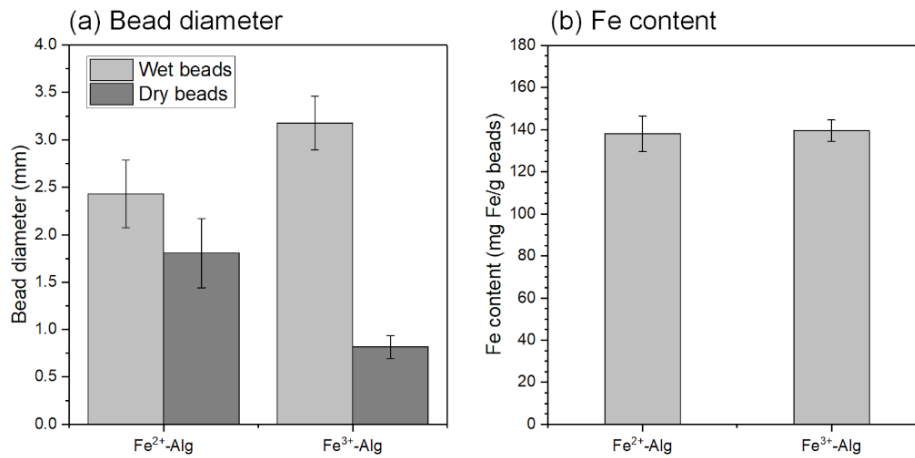 (a) Bead diameter
4.0
3.5
3.0
2.5
2.0
1.5
1.0
0.5
0.0
Bead diameter (mm)
Wet beads
Dry beads
Fe²⁺-Alg
Fe³⁺-Alg
(b) Fe content
180
160
140
120
100
80
60
40
20
0
Fe content (mg Fe/g beads)
Fe²⁺-Alg
Fe³⁺-Alg